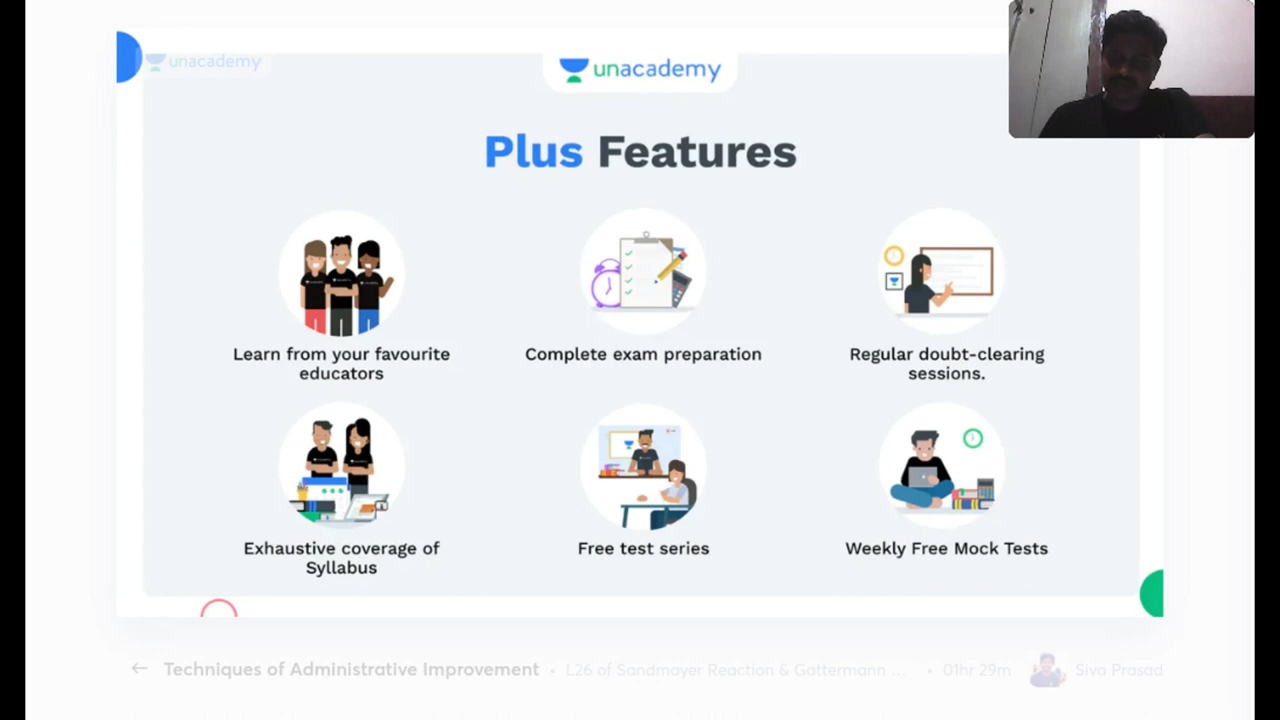 unacademy
unacademy
Plus Features
Learn from your favourite
educators
Complete exam preparation
Regular doubt-clearing
sessions.
Exhaustive coverage of
Syllabus
Free test series
Weekly Free Mock Tests
← Techniques of Administrative Improvement • L26 of Sandmayer Reaction & Gattermann ... • 01hr 29m Siva Prasad